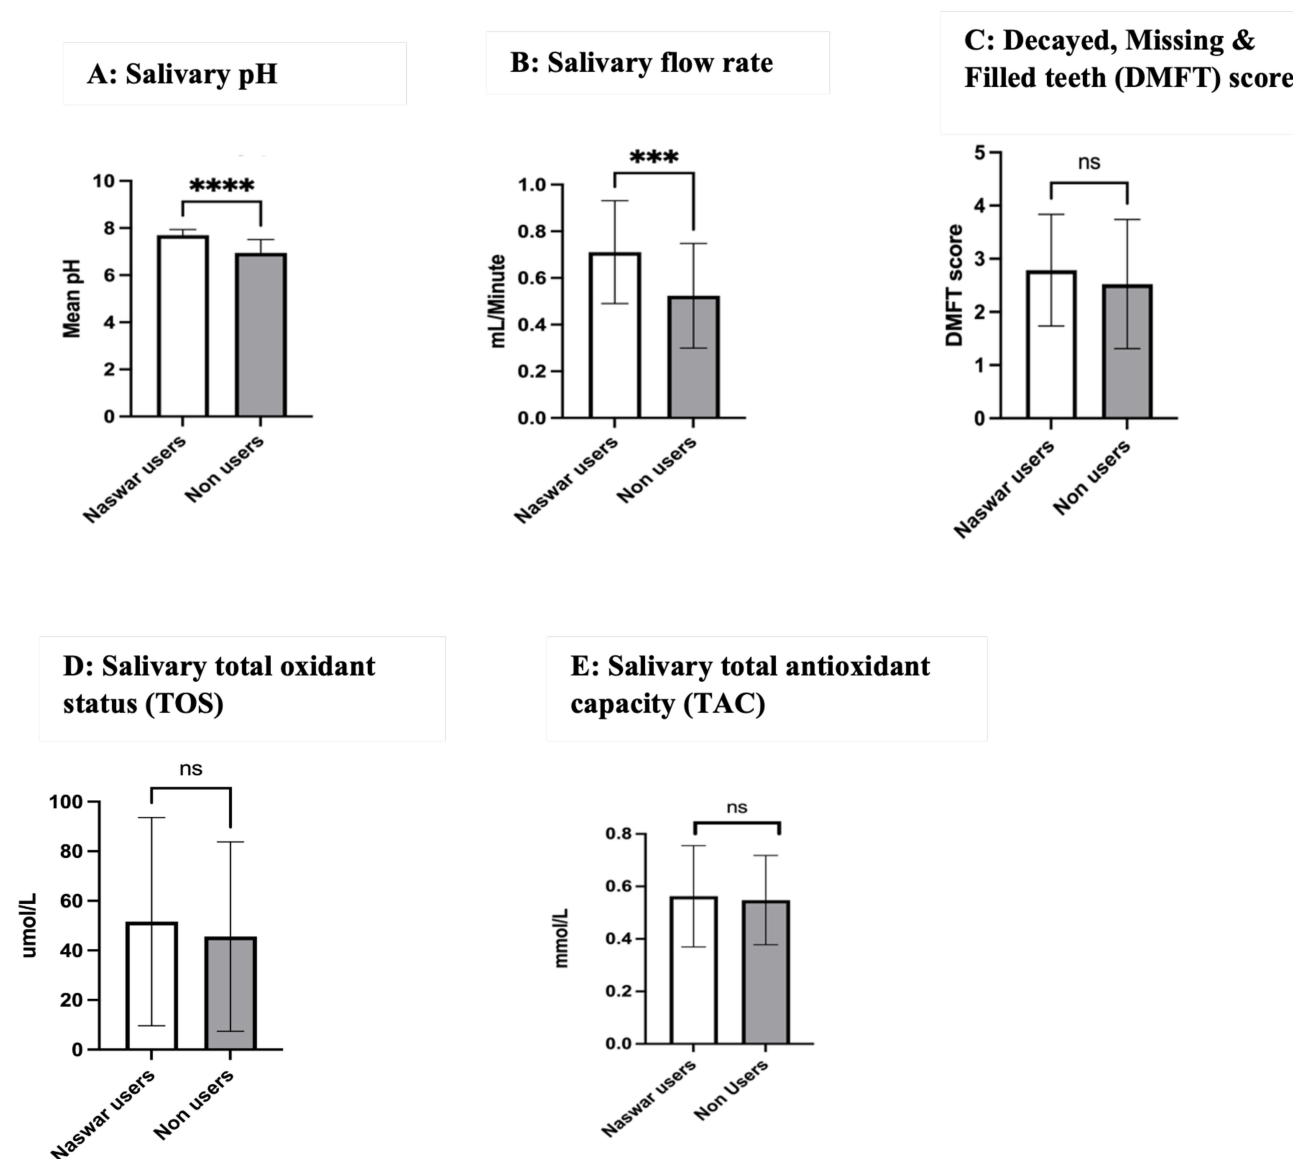 A: Salivary pH
B: Salivary flow rate
C: Decayed, Missing &
Filled teeth (DMFT) score
Mean pH
10
8
6
4
2
0
****
Naswar users
Non users
mL/Minute
1.0
0.8
0.6
0.4
0.2
0.0
***
Naswar users
Non users
DMFT score
5
4
3
2
1
0
ns
Naswar users
Non users
D: Salivary total oxidant
status (TOS)
E: Salivary total antioxidant
capacity (TAC)
umol/L
100
80
60
40
20
0
ns
Naswar users
Non users
mmol/L
0.8
0.6
0.4
0.2
0.0
ns
Naswar users
Non Users